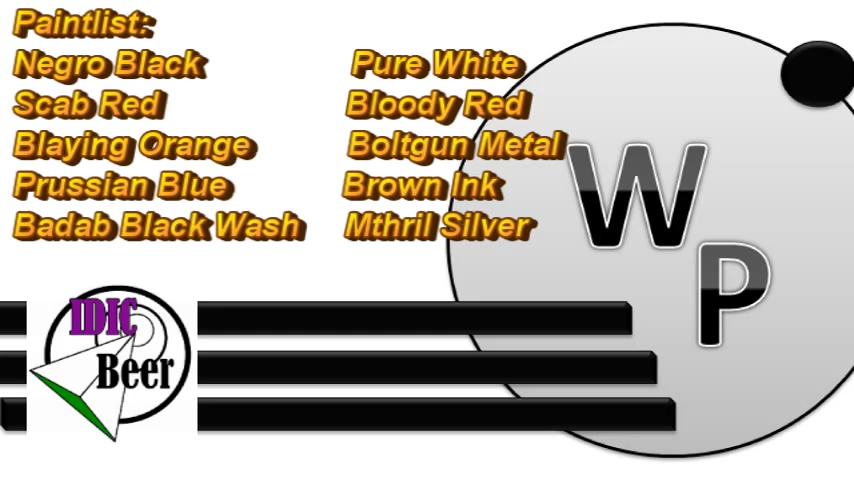 Paintlist:
Negro Black
Scab Red
Blaying Orange
Prussian Blue
Badab Black Wash
Pure White
Bloody Red
Boltgun Metal
Brown Ink
Mthril Silver
W
P
IDIC
Beer